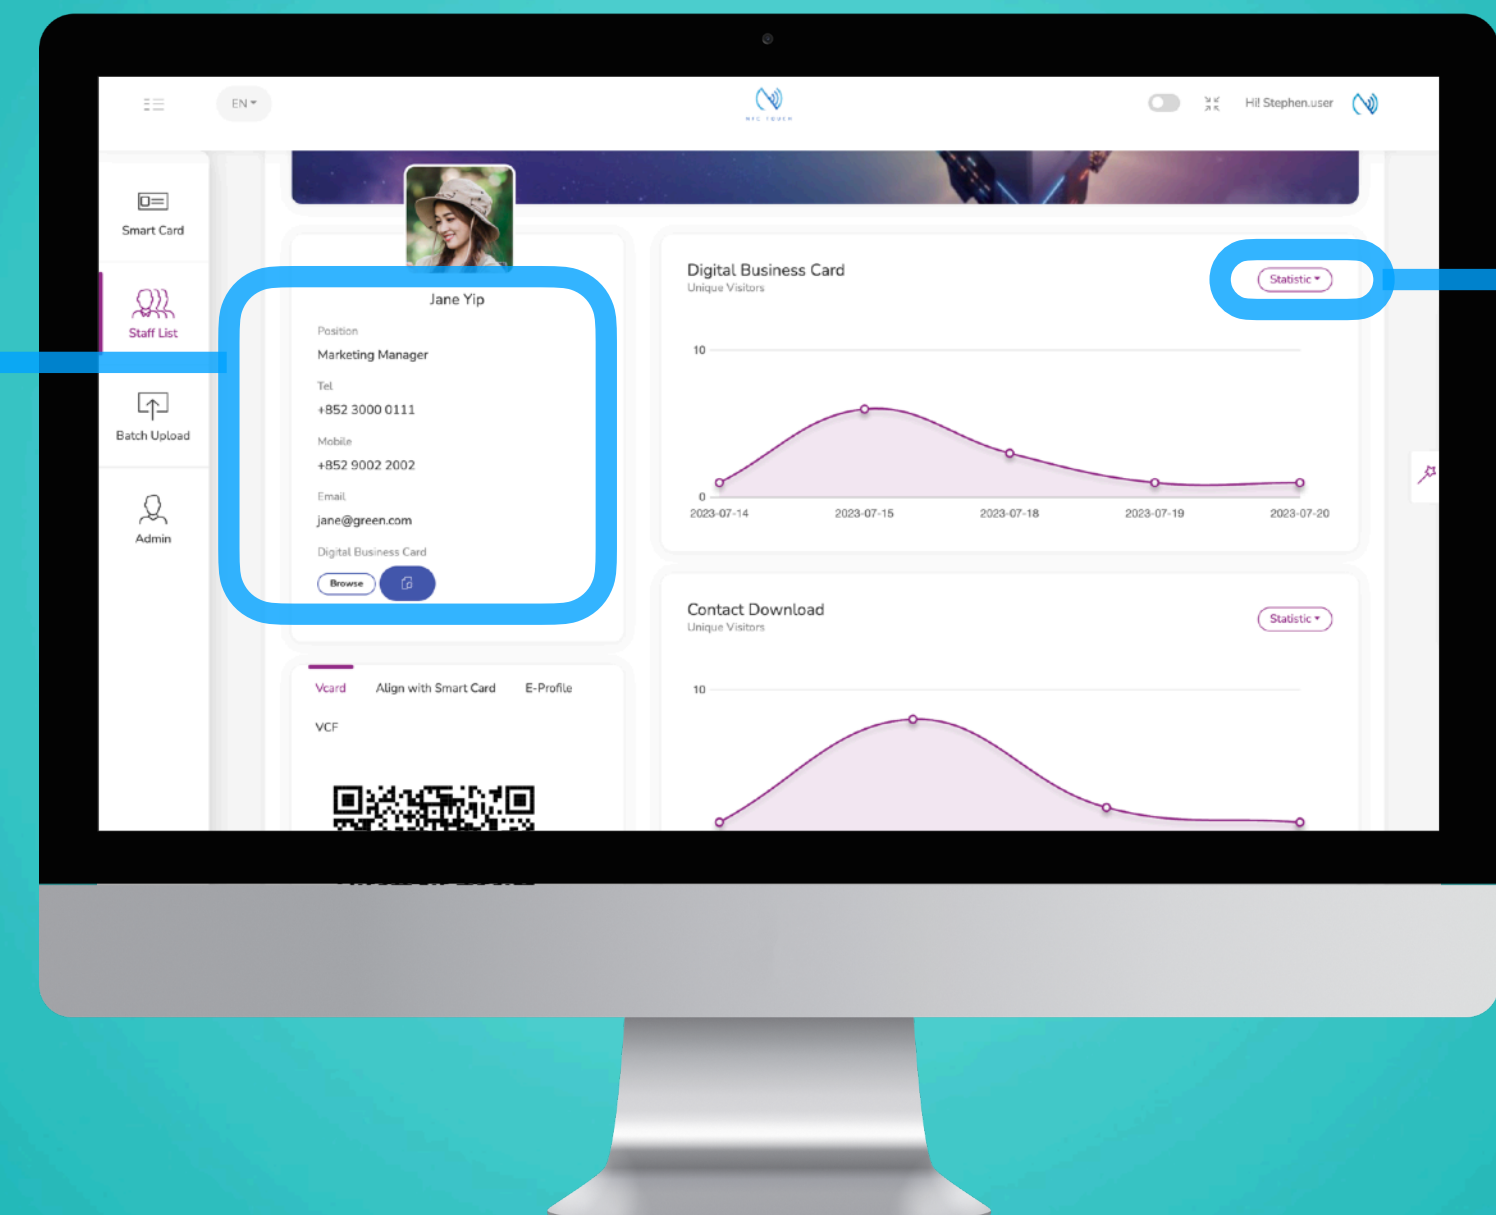 EN
NFC TOUCH
Hi! Stephen.user
Smart Card
Staff List
Batch Upload
Admin
Jane Yip
Position
Marketing Manager
Tel
+852 3000 0111
Mobile
+852 9002 2002
Email
jane@green.com
Digital Business Card
Browse
Vcard Align with Smart Card E-Profile
VCF
Digital Business Card
Unique Visitors
Statistic
10
0
2023-07-14 2023-07-15 2023-07-18 2023-07-19 2023-07-20
Contact Download
Unique Visitors
Statistic
10